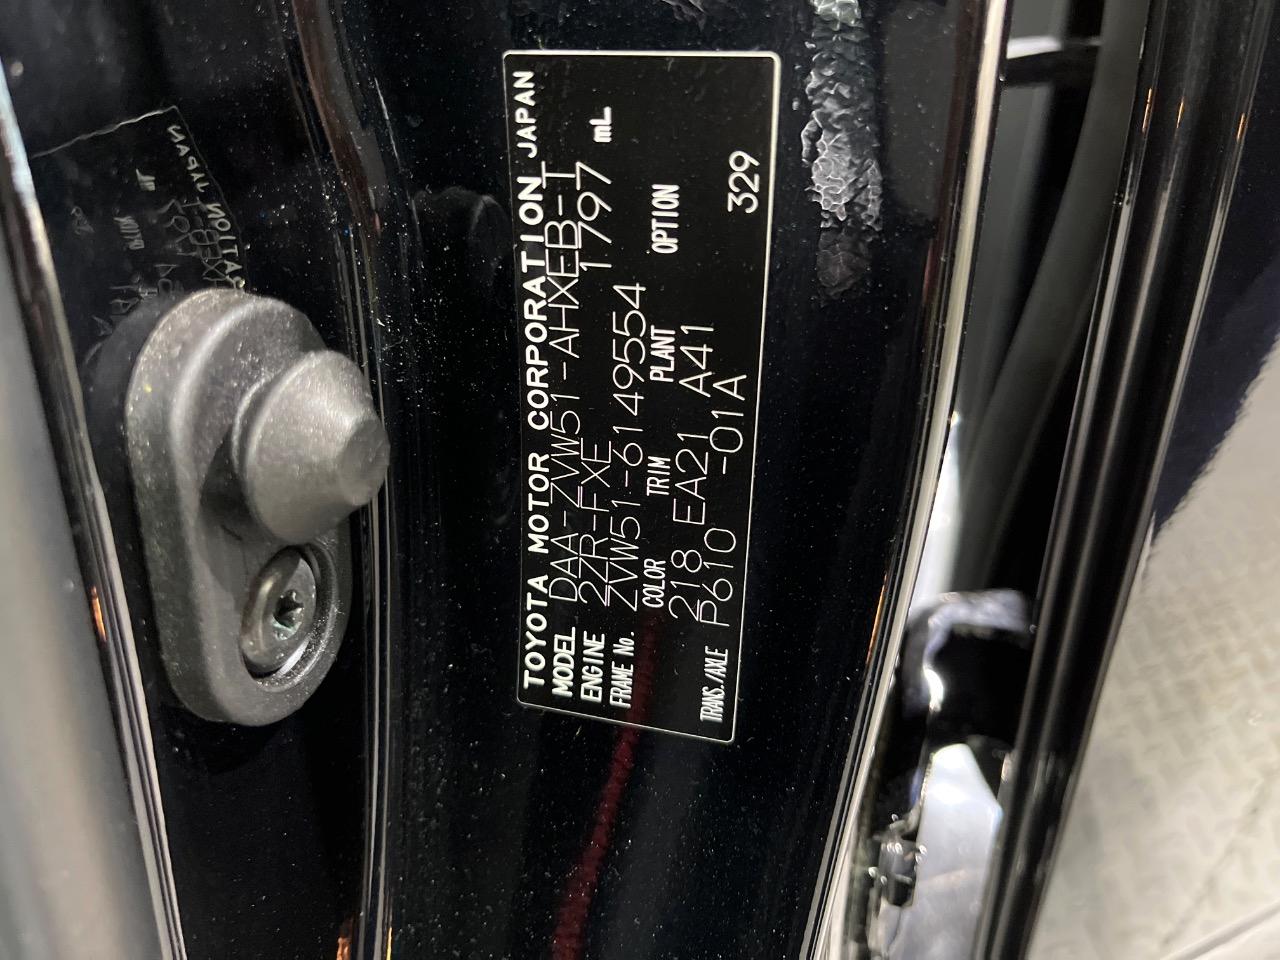 TOYOTA MOTOR CORPORATION JAPAN
MODEL DAA-ZVW51-AHXEB-T
ENGINE 2ZR-FXE 1797 mL
FRAME No. ZVW51-6149554
COLOR TRIM PLANT OPTION
218 EA21 A41
TRANS./AXLE P610 -01A 329